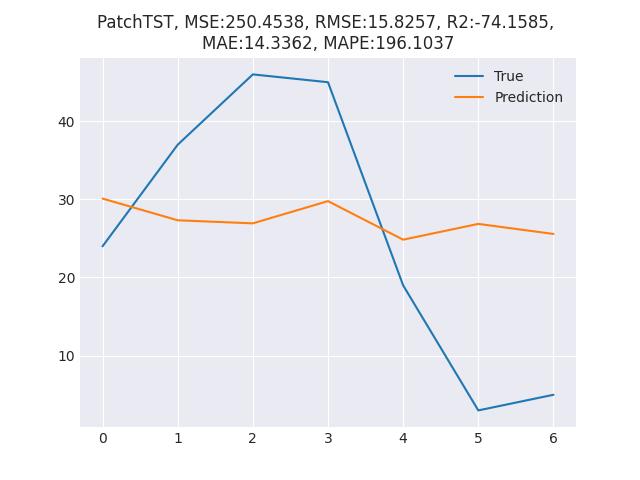 PatchTST, MSE:250.4538, RMSE:15.8257, R2:-74.1585,
MAE:14.3362, MAPE:196.1037
True
Prediction
40
30
20
10
0 1 2 3 4 5 6